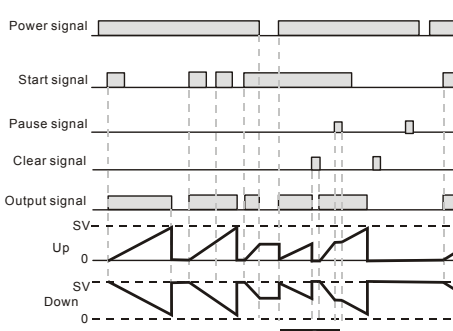 Power signal
Start signal
Pause signal
Clear signal
Output signal
SV
Up
0
SV
Down
0